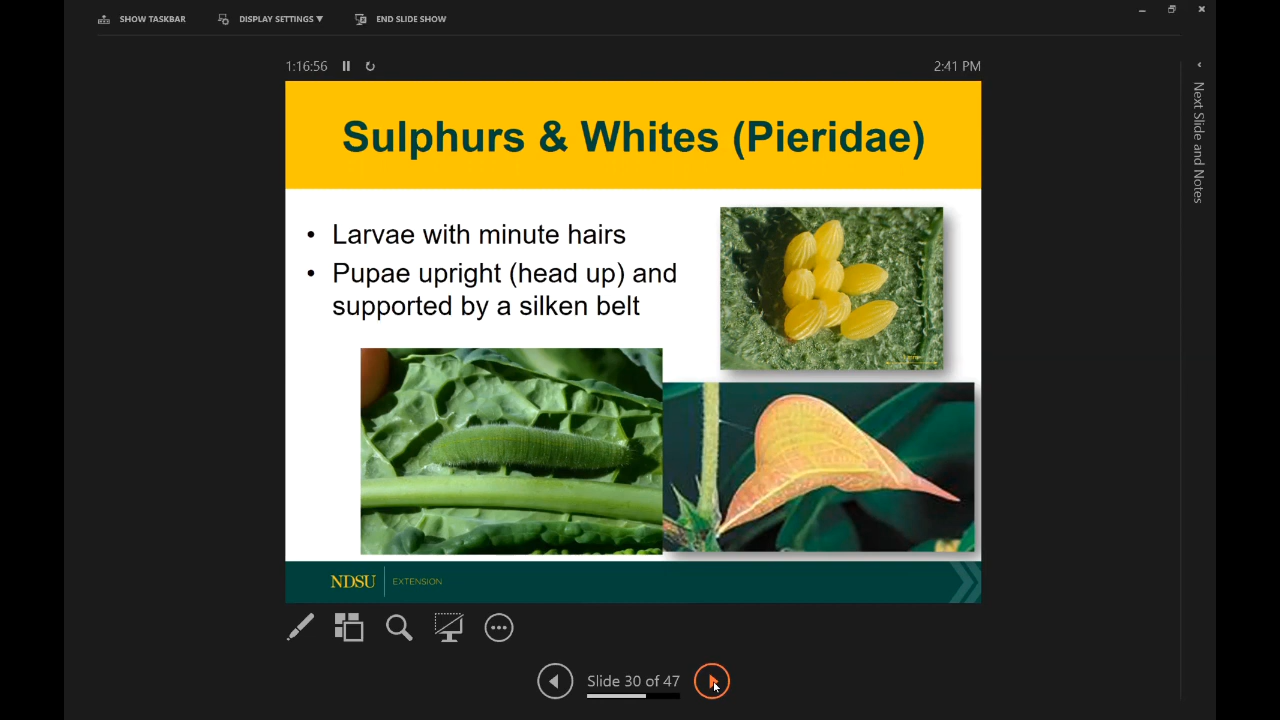 SHOW TASKBAR
DISPLAY SETTINGS ▼
END SLIDE SHOW
1:16:56
2:41 PM
Sulphurs & Whites (Pieridae)
• Larvae with minute hairs
• Pupae upright (head up) and
supported by a silken belt
NDSU
EXTENSION
Slide 30 of 47
Next Slide and Notes